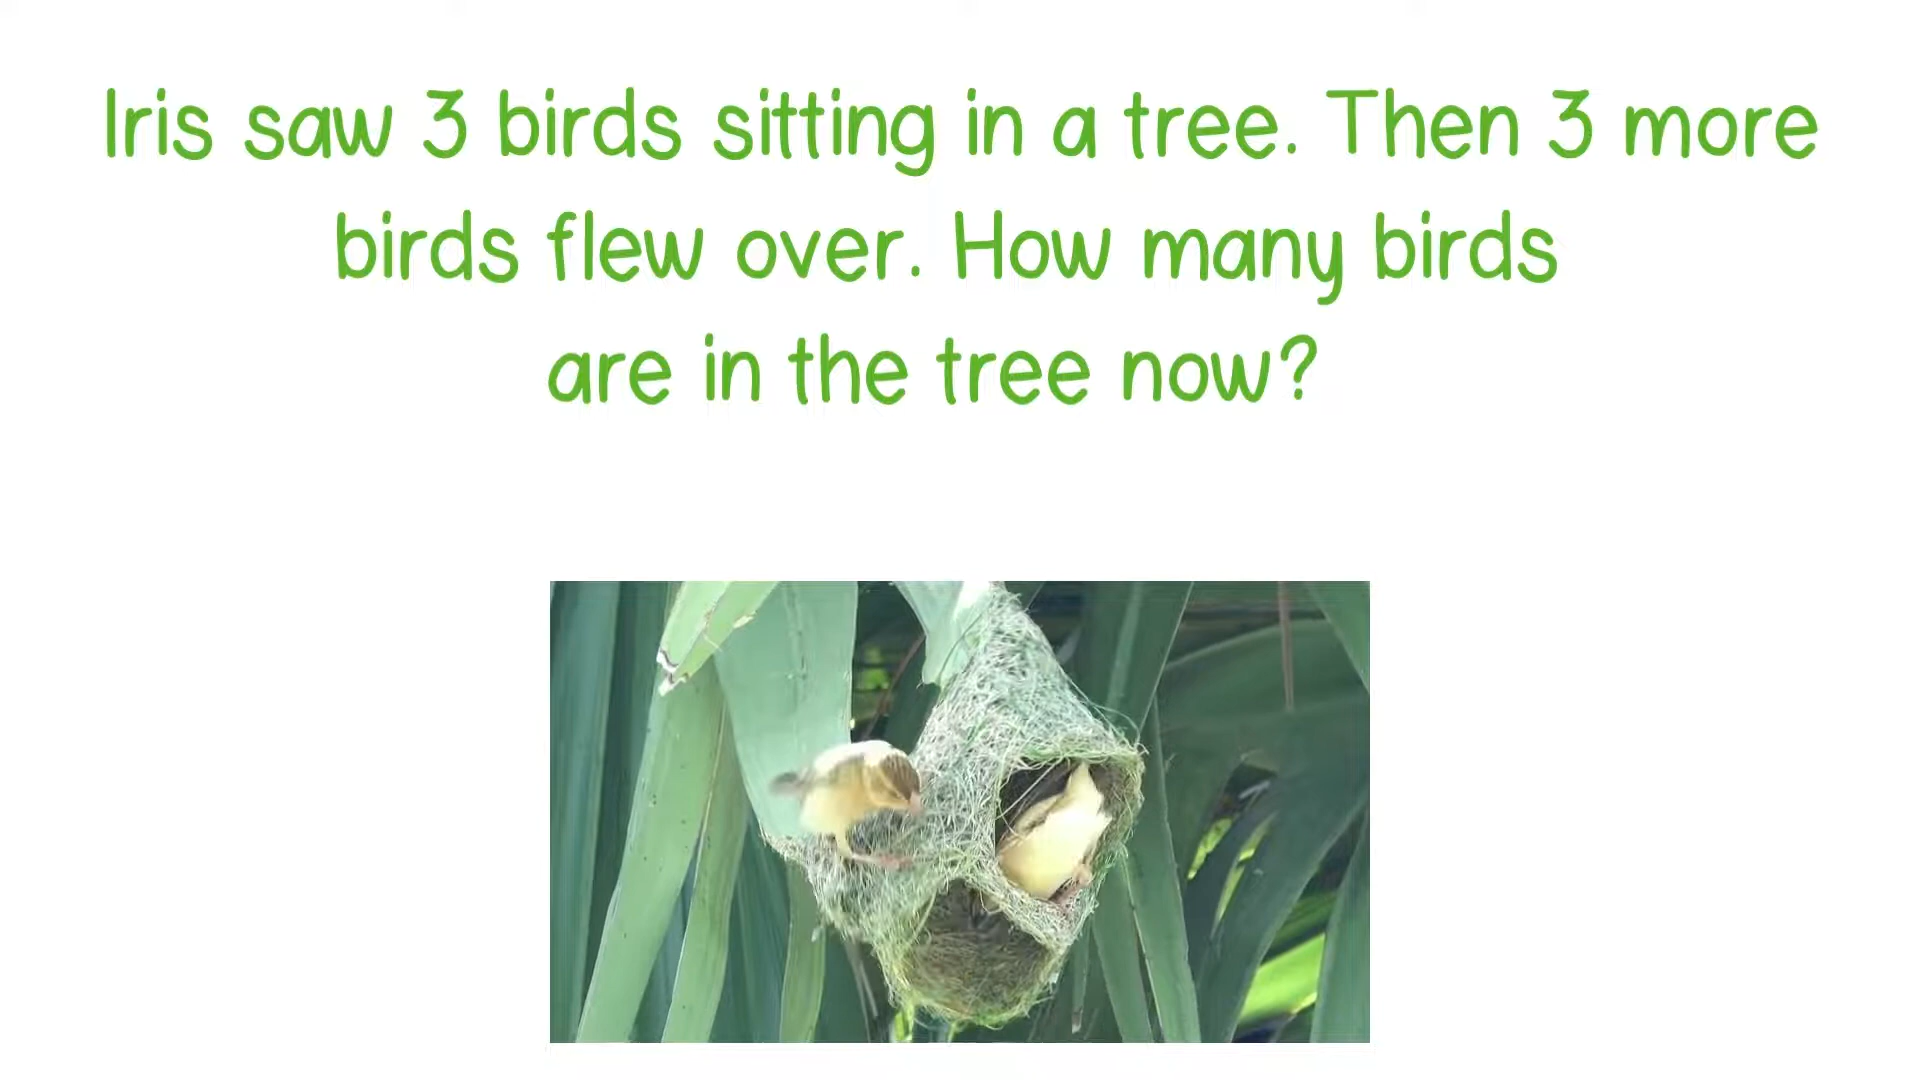 Iris saw 3 birds sitting in a tree. Then 3 more
birds flew over. How many birds
are in the tree now?